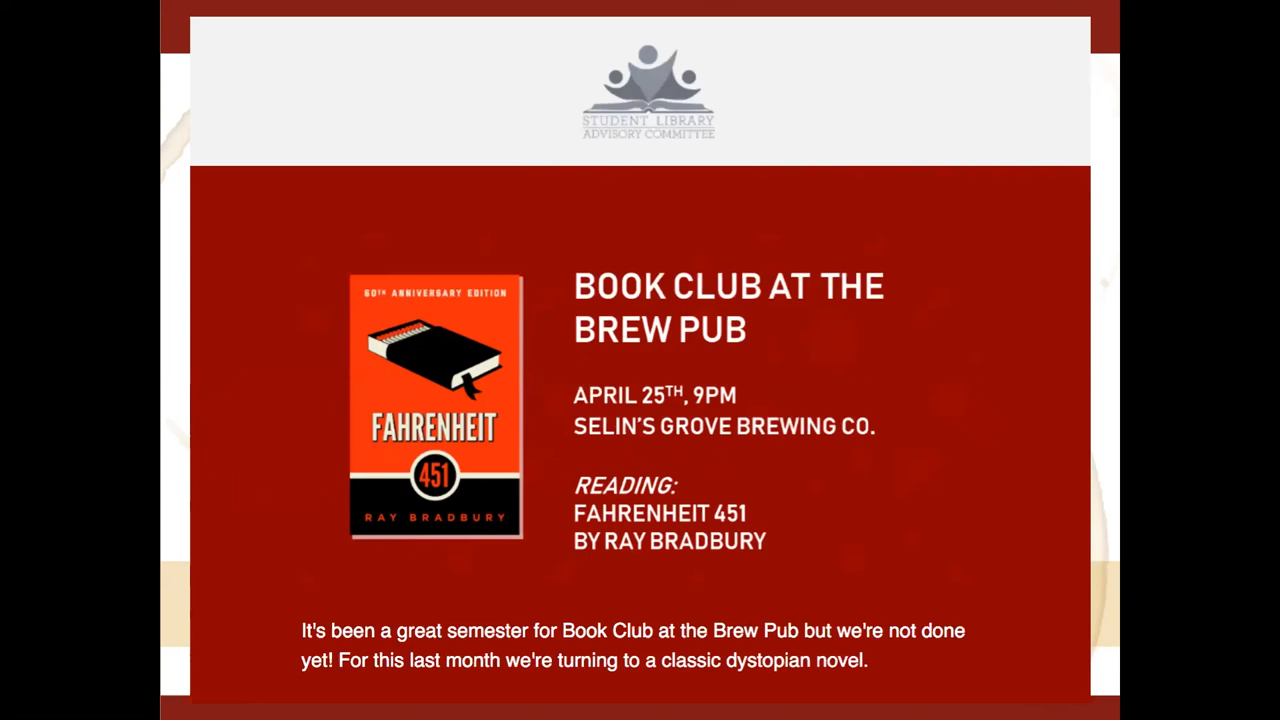 STUDENT LIBRARY
ADVISORY COMMITTEE
60TH ANNIVERSARY EDITION
FAHRENHEIT
451
RAY BRADBURY
BOOK CLUB AT THE
BREW PUB
APRIL 25TH, 9PM
SELIN'S GROVE BREWING CO.
READING:
FAHRENHEIT 451
BY RAY BRADBURY
It's been a great semester for Book Club at the Brew Pub but we're not done
yet! For this last month we're turning to a classic dystopian novel.